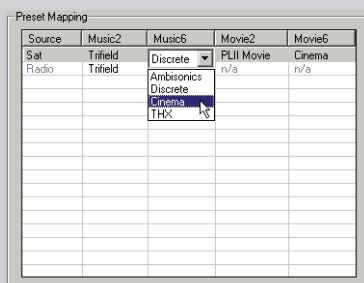 Preset Mapping
Source Music2 Music6 Movie2 Movie6
Sat Trifield Discrete PLII Movie Cinema
Radio Trifield n/a n/a
Ambisonics
Discrete
Cinema
THX